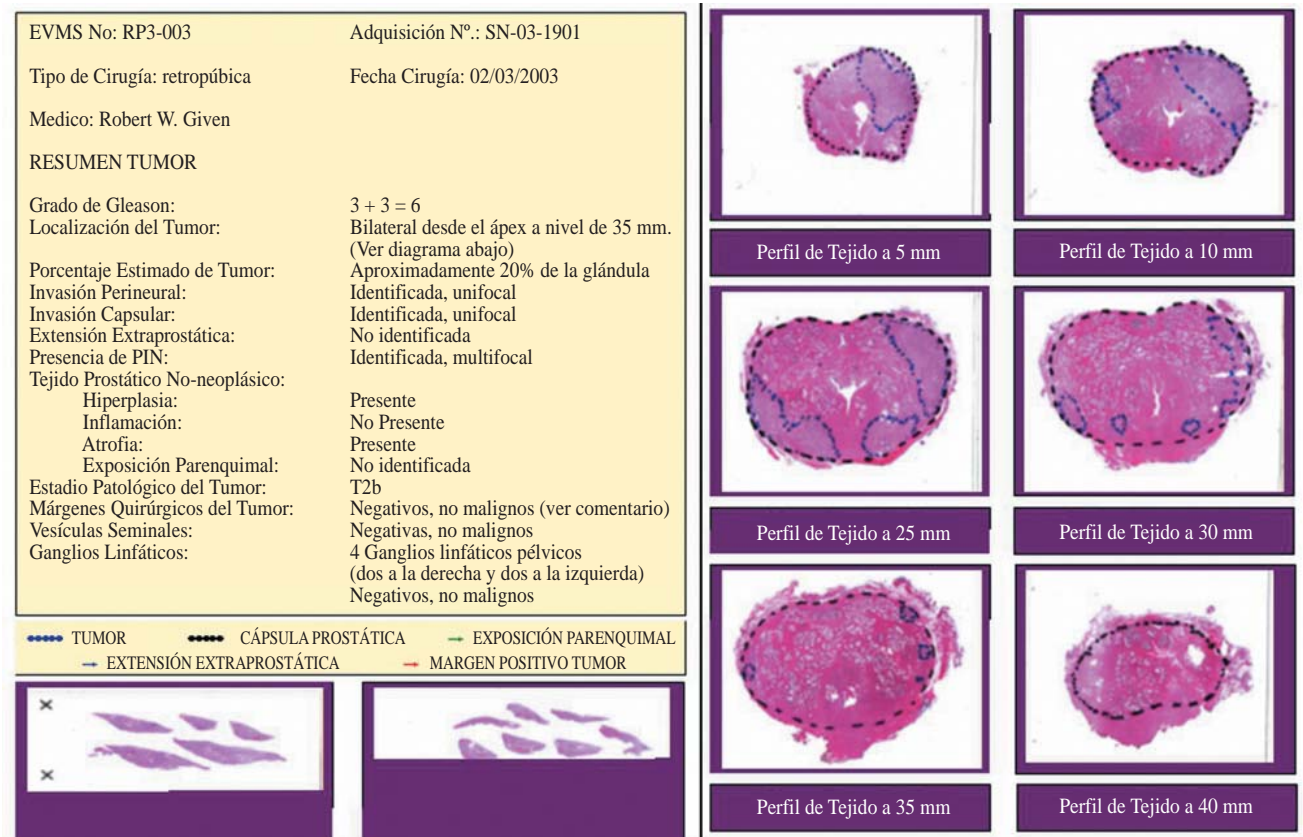 EVMS No: RP3-003 Adquisición Nº.: SN-03-1901
Tipo de Cirugía: retropúbica Fecha Cirugía: 02/03/2003
Medico: Robert W. Given
RESUMEN TUMOR
Grado de Gleason: 3 + 3 = 6
Localización del Tumor: Bilateral desde el ápex a nivel de 35 mm.
(Ver diagrama abajo)
Porcentaje Estimado de Tumor: Aproximadamente 20% de la glándula
Invasión Perineural: Identificada, unifocal
Invasión Capsular: Identificada, unifocal
Extensión Extraprostática: No identificada
Presencia de PIN: Identificada, multifocal
Tejido Prostático No-neoplásico:
Hiperplasia: Presente
Inflamación: No Presente
Atrofia: Presente
Exposición Parenquimal: No identificada
Estadio Patológico del Tumor: T2b
Márgenes Quirúrgicos del Tumor: Negativos, no malignos (ver comentario)
Vesículas Seminales: Negativas, no malignos
Ganglios Linfáticos: 4 Ganglios linfáticos pélvicos
(dos a la derecha y dos a la izquierda)
Negativos, no malignos
TUMOR CÁPSULA PROSTÁTICA EXPOSICIÓN PARENQUIMAL
EXTENSIÓN EXTRAPROSTÁTICA MARGEN POSITIVO TUMOR
Perfil de Tejido a 5 mm
Perfil de Tejido a 10 mm
Perfil de Tejido a 25 mm
Perfil de Tejido a 30 mm
Perfil de Tejido a 35 mm
Perfil de Tejido a 40 mm